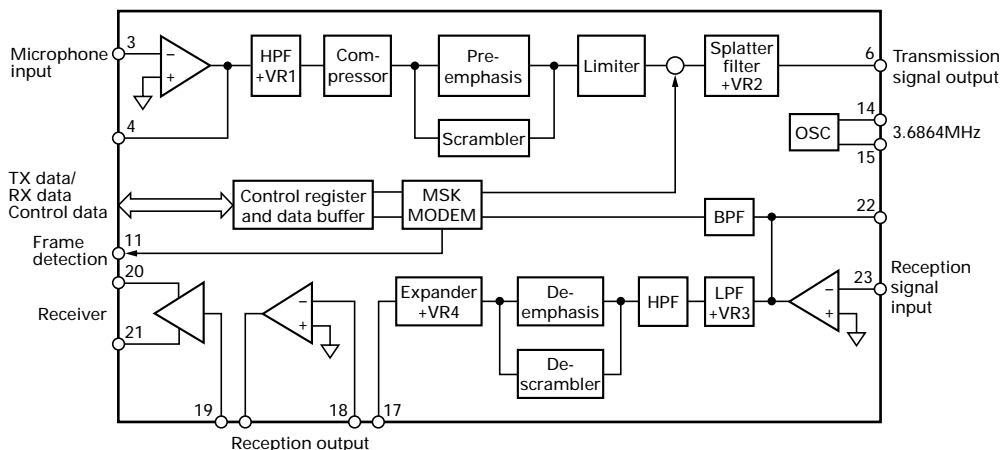 3
Microphone
input
−
+
4
HPF
+VR1
Com-
pressor
Pre-
emphasis
Scrambler
Limiter
Splatter
filter
+VR2
6
Transmission
signal output
14
OSC
3.6864MHz
15
TX data/
RX data
Control data
Control register
and data buffer
MSK
MODEM
BPF
22
Frame
detection
11
20
Receiver
21
−
+
Expander
+VR4
De-
emphasis
De-
scrambler
HPF
LPF
+VR3
−
+
23
Reception
signal
input
19
18
17
Reception output